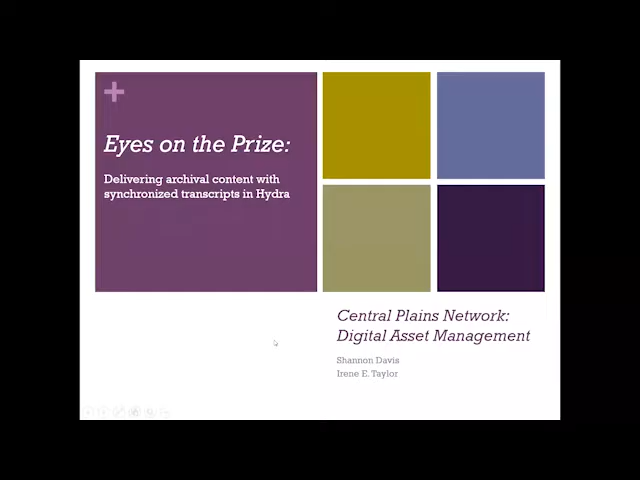 +
Eyes on the Prize:
Delivering archival content with
synchronized transcripts in Hydra
Central Plains Network:
Digital Asset Management
Shannon Davis
Irene E. Taylor